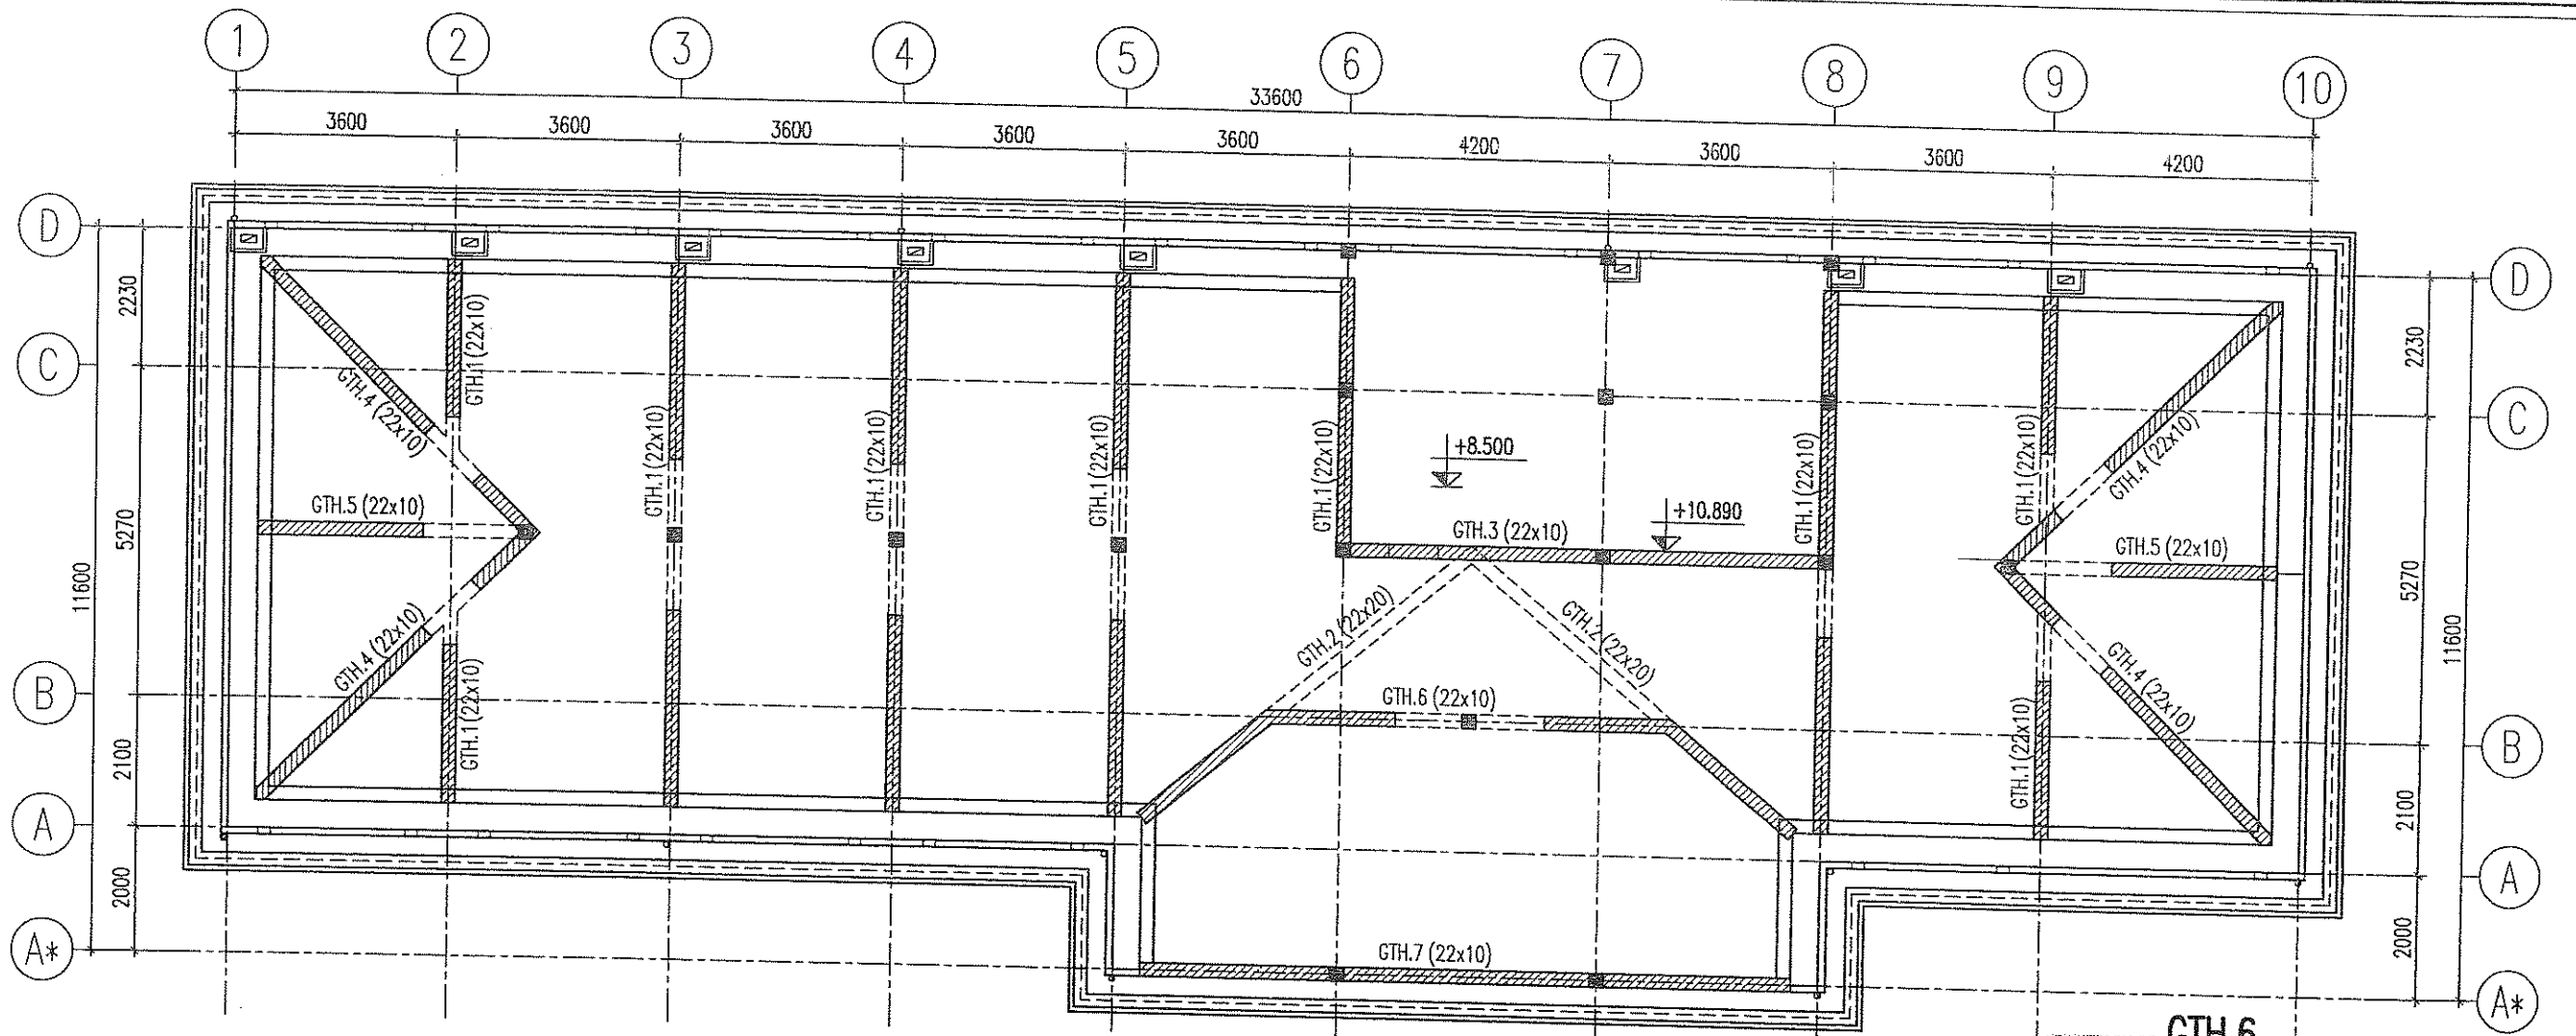 1 2 3 4 5 6 7 8 9 10
33600
3600 3600 3600 3600 3600 4200 3600 3600 4200
D D
C C
B B
A A
A* A*
11600
2230
5270
2100
2000
2230
5270
2100
2000
11600
GTH.1 (22x10)
GTH.4 (22x10)
GTH.5 (22x10)
GTH.4 (22x10)
GTH.1 (22x10)
GTH.1 (22x10)
GTH.1 (22x10)
GTH.1 (22x10)
GTH.1 (22x10)
+8.500
+10.890
GTH.3 (22x10)
GTH.1 (22x10)
GTH.2 (22x20)
GTH.2 (22x20)
GTH.6 (22x10)
GTH.7 (22x10)
GTH.1 (22x10)
GTH.4 (22x10)
GTH.5 (22x10)
GTH.4 (22x10)
GTH.1 (22x10)
GTH.6